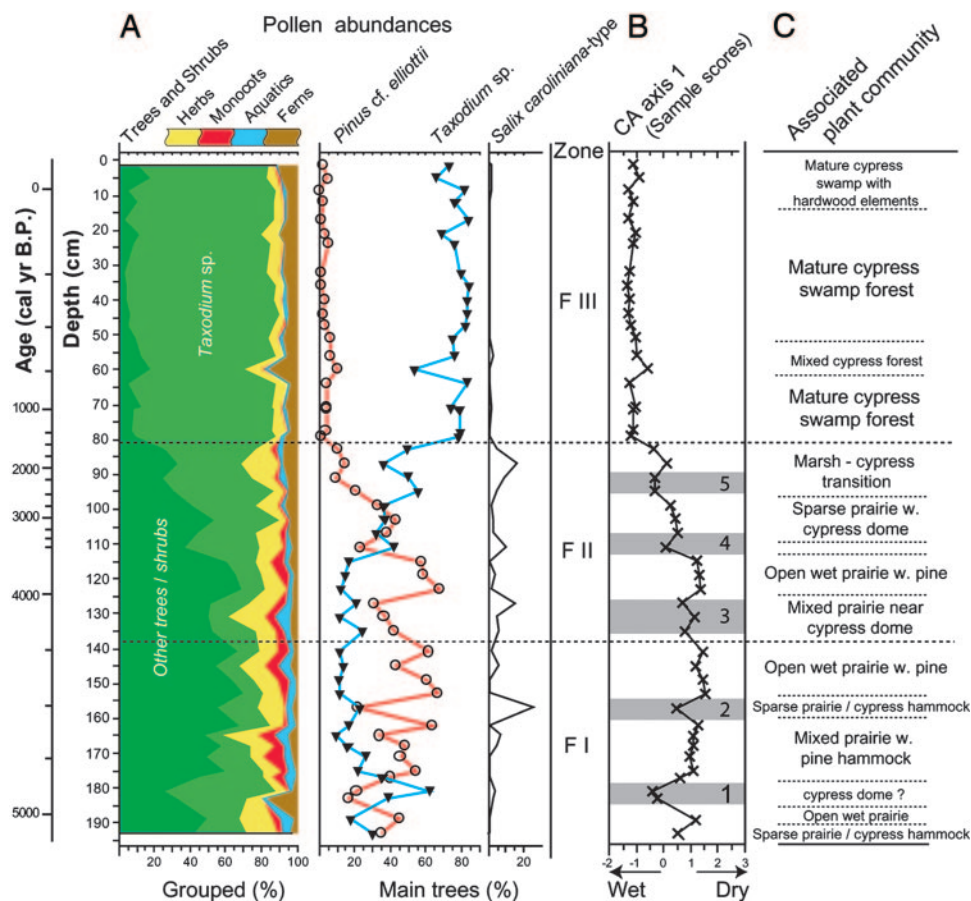 A
Pollen abundances
B
C
Trees and Shrubs
Herbs
Monocots
Aquatics
Ferns
Pinus cf. elliottii
Taxodium sp.
Salix caroliniana-type
CA axis 1
(Sample scores)
Associated
plant community
Zone
Age (cal yr B.P.)
0
1000
2000
3000
4000
5000
Depth (cm)
0
10
20
30
40
50
60
70
80
90
100
110
120
130
140
150
160
170
180
190
Taxodium sp.
Other trees / shrubs
F III
F II
F I
5
4
3
2
1
Mature cypress
swamp with
hardwood elements
Mature cypress
swamp forest
Mixed cypress forest
Mature cypress
swamp forest
Marsh - cypress
transition
Sparse prairie w.
cypress dome
Open wet prairie w. pine
Mixed prairie near
cypress dome
Open wet prairie w. pine
Sparse prairie / cypress hammock
Mixed prairie w.
pine hammock
cypress dome ?
Open wet prairie
Sparse prairie / cypress hammock
20 40 60 80 100
20 40 60 80
20
-2 -1 0 1 2 3
Grouped (%)
Main trees (%)
Wet
Dry